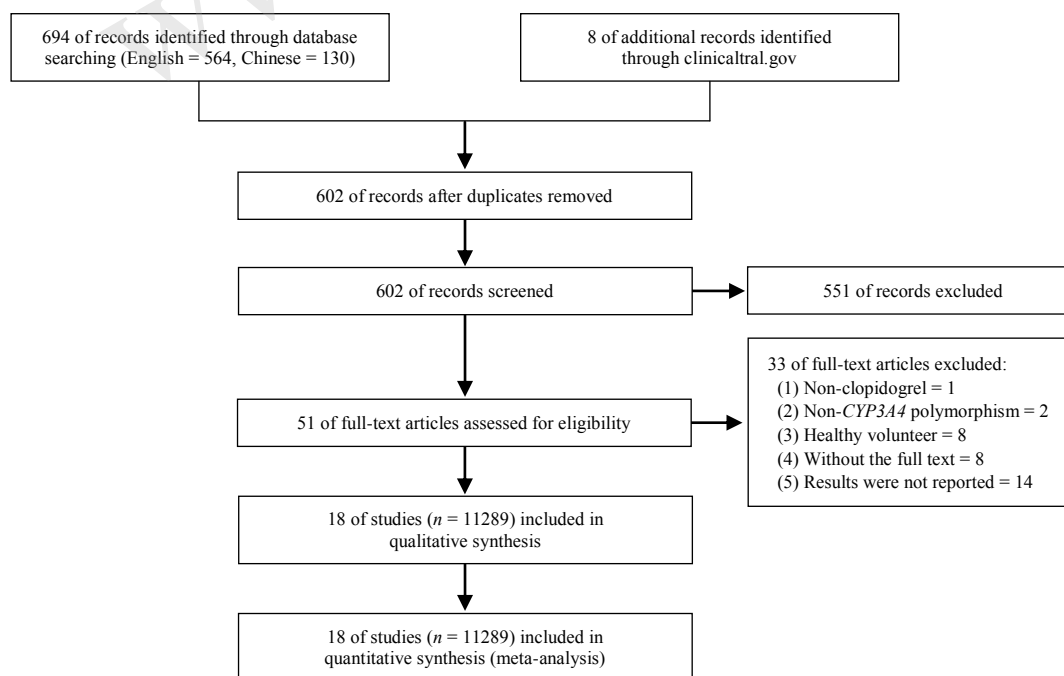 694 of records identified through database
searching (English = 564, Chinese = 130)
8 of additional records identified
through clinicaltral.gov
602 of records after duplicates removed
602 of records screened
551 of records excluded
33 of full-text articles excluded:
(1) Non-clopidogrel = 1
(2) Non-CYP3A4 polymorphism = 2
(3) Healthy volunteer = 8
(4) Without the full text = 8
(5) Results were not reported = 14
51 of full-text articles assessed for eligibility
18 of studies (n = 11289) included in
qualitative synthesis
18 of studies (n = 11289) included in
quantitative synthesis (meta-analysis)